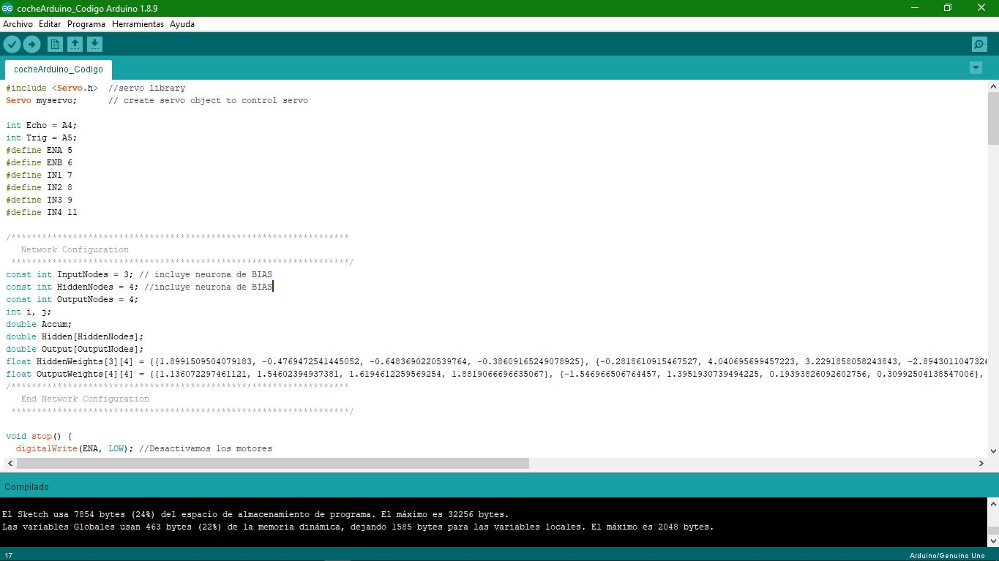 cocheArduino_Codigo Arduino 1.8.9
Archivo Editar Programa Herramientas Ayuda
cocheArduino_Codigo
#include <Servo.h>  //servo library
Servo myservo;      // create servo object to control servo
int Echo = A4;
int Trig = A5;
#define ENA 5
#define ENB 6
#define IN1 7
#define IN2 8
#define IN3 9
#define IN4 11
/******************************************************************
   Network Configuration
 ******************************************************************/
const int InputNodes = 3; // incluye neurona de BIAS
const int HiddenNodes = 4; //incluye neurona de BIAS
const int OutputNodes = 4;
int i, j;
double Accum;
double Hidden[HiddenNodes];
double Output[OutputNodes];
float HiddenWeights[3][4] = {{1.8991509504079183, -0.4769472541445052, -0.6483690220539764, -0.38609165249078925}, {-0.2818610915467527, 4.040695699457223, 3.2291858058243843, -2.8943011047326
float OutputWeights[4][4] = {{1.136072297461121, 1.54602394937381, 1.6194612259569254, 1.8819066696635067}, {-1.546966506764457, 1.3951930739494225, 0.19393826092602756, 0.30992504138547006},
/******************************************************************
   End Network Configuration
 ******************************************************************/
void stop() {
  digitalWrite(ENA, LOW); //Desactivamos los motores
Compilado
El Sketch usa 7854 bytes (24%) del espacio de almacenamiento de programa. El máximo es 32256 bytes.
Las variables Globales usan 463 bytes (22%) de la memoria dinámica, dejando 1585 bytes para las variables locales. El máximo es 2048 bytes.
17
Arduino/Genuino Uno